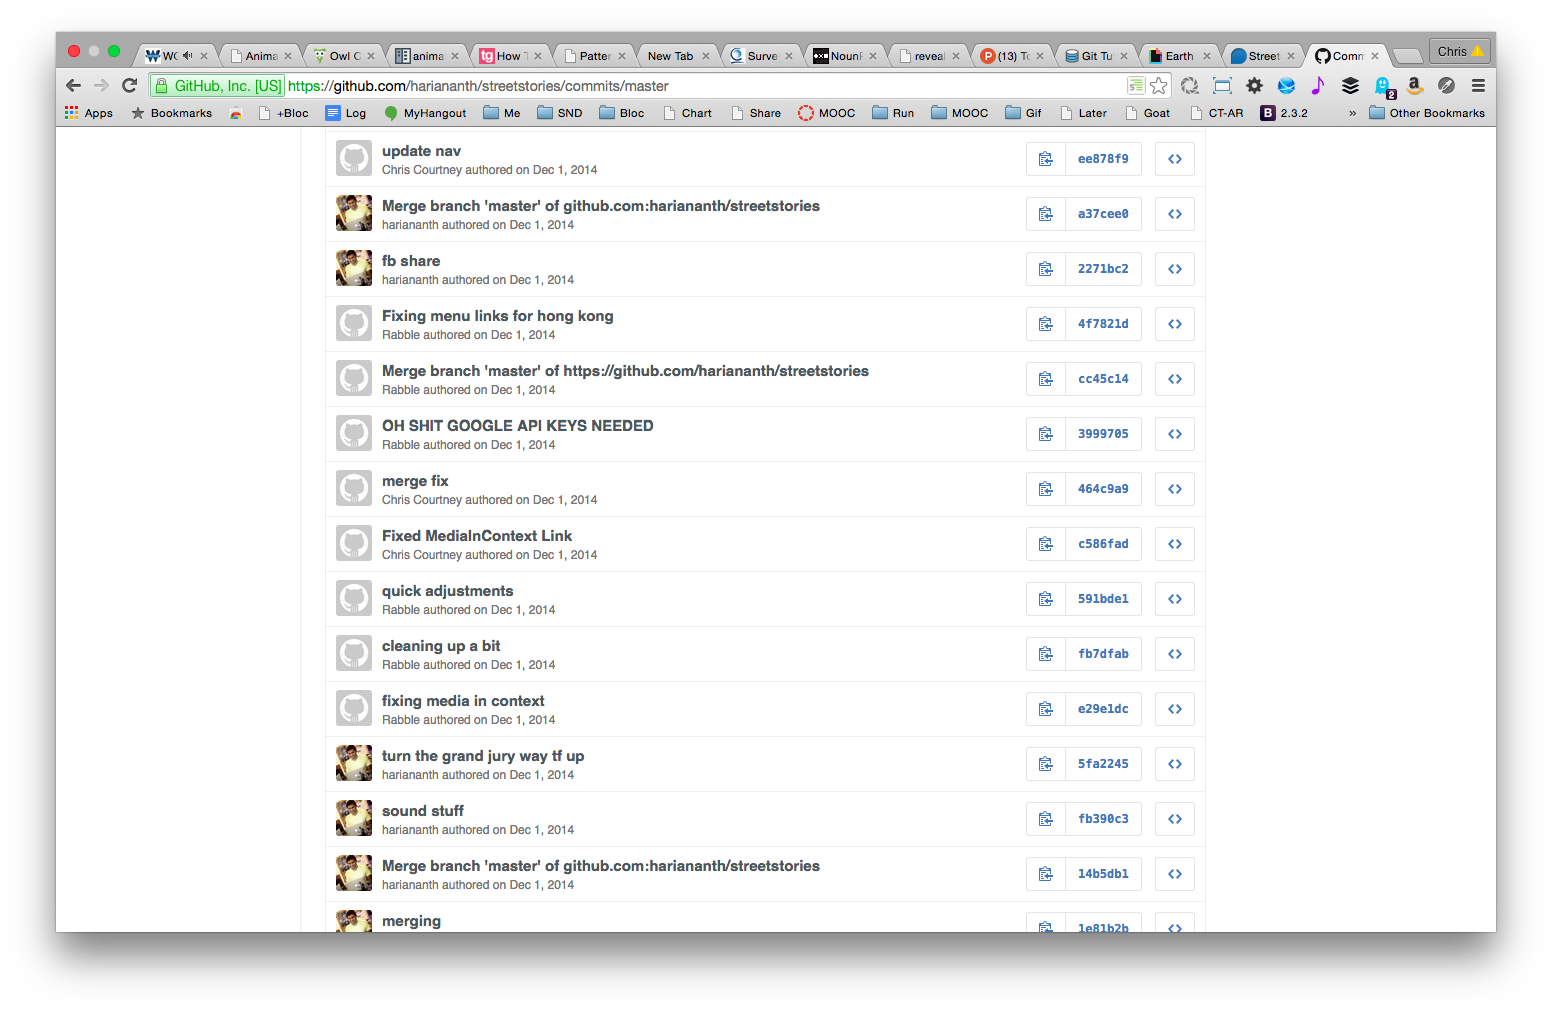 WC
Anima
Owl C
anima
tg How T
Patter
New Tab
Surve
NounP
reveal
P (13) To
Git Tu
Earth
Street
Comm
Chris
GitHub, Inc. [US] https://github.com/hariananth/streetstories/commits/master
2
Apps Bookmarks +Bloc Log MyHangout Me SND Bloc Chart Share MOOC Run MOOC Gif Later Goat CT-AR B 2.3.2 » Other Bookmarks
update nav
Chris Courtney authored on Dec 1, 2014
ee878f9
Merge branch 'master' of github.com:hariananth/streetstories
hariananth authored on Dec 1, 2014
a37cee0
fb share
hariananth authored on Dec 1, 2014
2271bc2
Fixing menu links for hong kong
Rabble authored on Dec 1, 2014
4f7821d
Merge branch 'master' of https://github.com/hariananth/streetstories
Rabble authored on Dec 1, 2014
cc45c14
OH SHIT GOOGLE API KEYS NEEDED
Rabble authored on Dec 1, 2014
3999705
merge fix
Chris Courtney authored on Dec 1, 2014
464c9a9
Fixed MediaInContext Link
Chris Courtney authored on Dec 1, 2014
c586fad
quick adjustments
Rabble authored on Dec 1, 2014
591bde1
cleaning up a bit
Rabble authored on Dec 1, 2014
fb7dfab
fixing media in context
Rabble authored on Dec 1, 2014
e29e1dc
turn the grand jury way tf up
hariananth authored on Dec 1, 2014
5fa2245
sound stuff
hariananth authored on Dec 1, 2014
fb390c3
Merge branch 'master' of github.com:hariananth/streetstories
hariananth authored on Dec 1, 2014
14b5db1
merging
1e81b2b